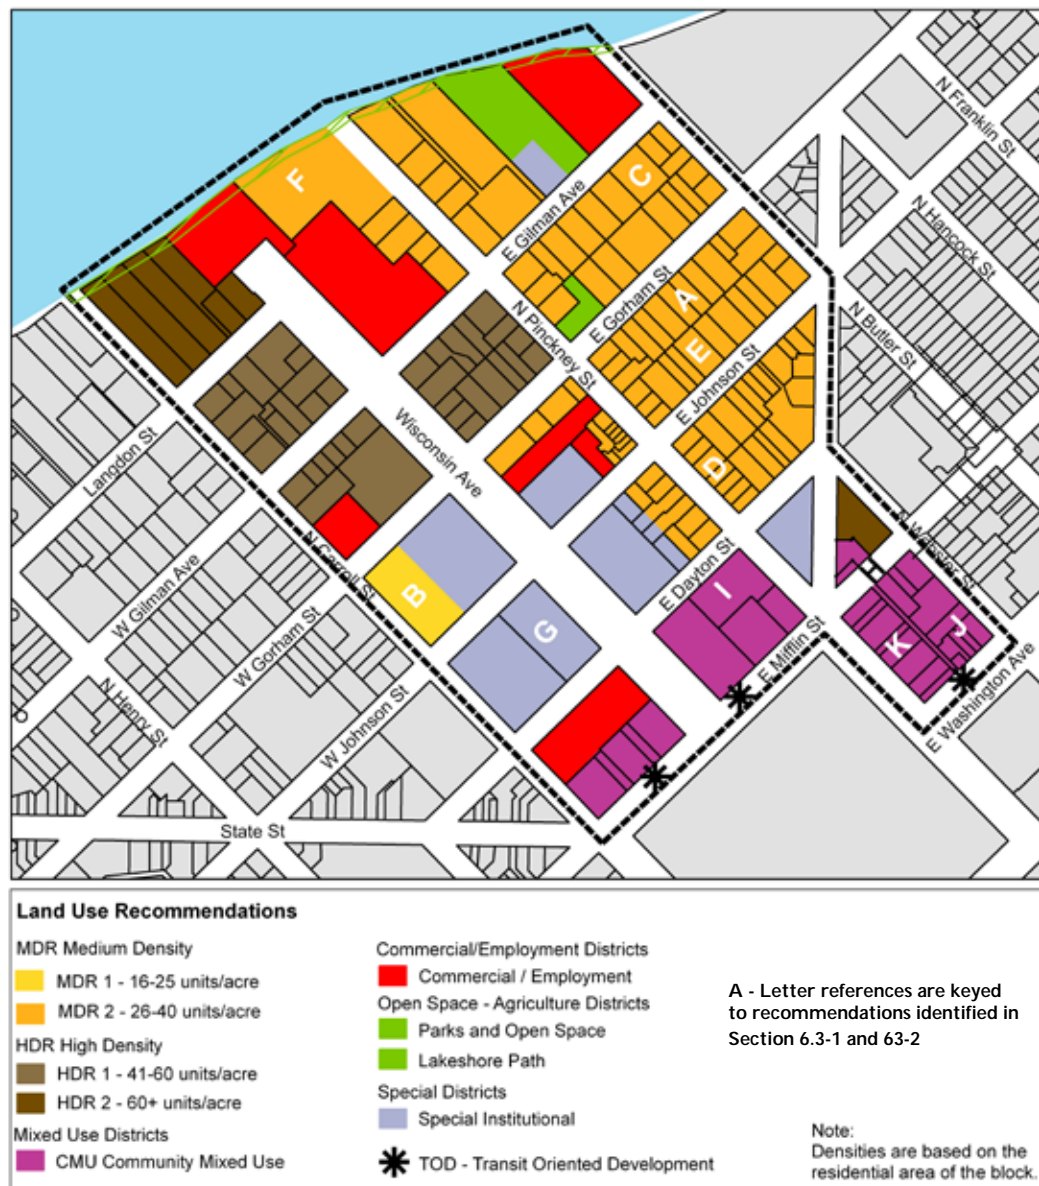 N Franklin St
N Hancock St
F
C
E Gilman Ave
E Gorham St
A
N Butler St
N Pinckney St
E
E Johnson St
Langdon St
Wisconsin Ave
D
N Webster St
N Carroll St
W Gilman Ave
B
E Dayton St
I
G
E Mifflin St
J
K
W Gorham St
N Henry St
W Johnson St
E Washington Ave
State St
Land Use Recommendations
MDR Medium Density
MDR 1 - 16-25 units/acre
MDR 2 - 26-40 units/acre
HDR High Density
HDR 1 - 41-60 units/acre
HDR 2 - 60+ units/acre
Mixed Use Districts
CMU Community Mixed Use
Commercial/Employment Districts
Commercial / Employment
Open Space - Agriculture Districts
Parks and Open Space
Lakeshore Path
Special Districts
Special Institutional
TOD - Transit Oriented Development
A - Letter references are keyed
to recommendations identified in
Section 6.3-1 and 63-2
Note:
Densities are based on the
residential area of the block.